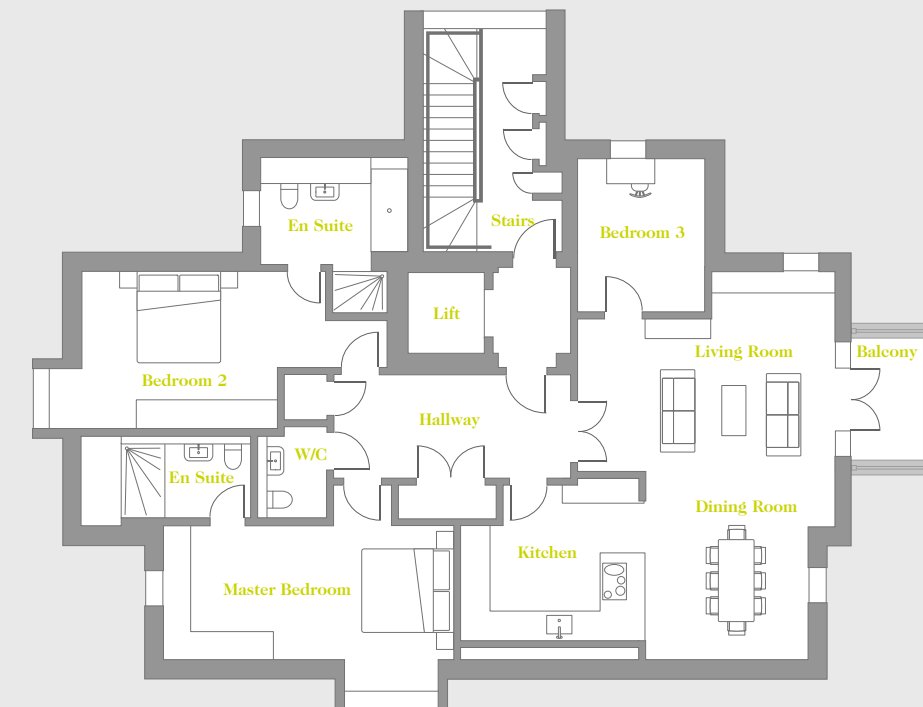 Stairs
En Suite
Bedroom 3
Lift
Living Room
Balcony
Bedroom 2
Hallway
W/C
En Suite
Dining Room
Kitchen
Master Bedroom